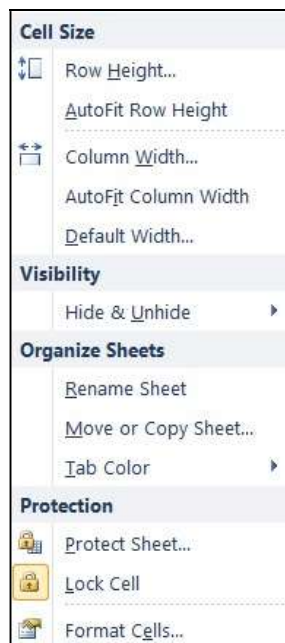 Cell Size
Row Height...
AutoFit Row Height
Column Width...
AutoFit Column Width
Default Width...
Visibility
Hide & Unhide
Organize Sheets
Rename Sheet
Move or Copy Sheet...
Tab Color
Protection
Protect Sheet...
Lock Cell
Format Cells...